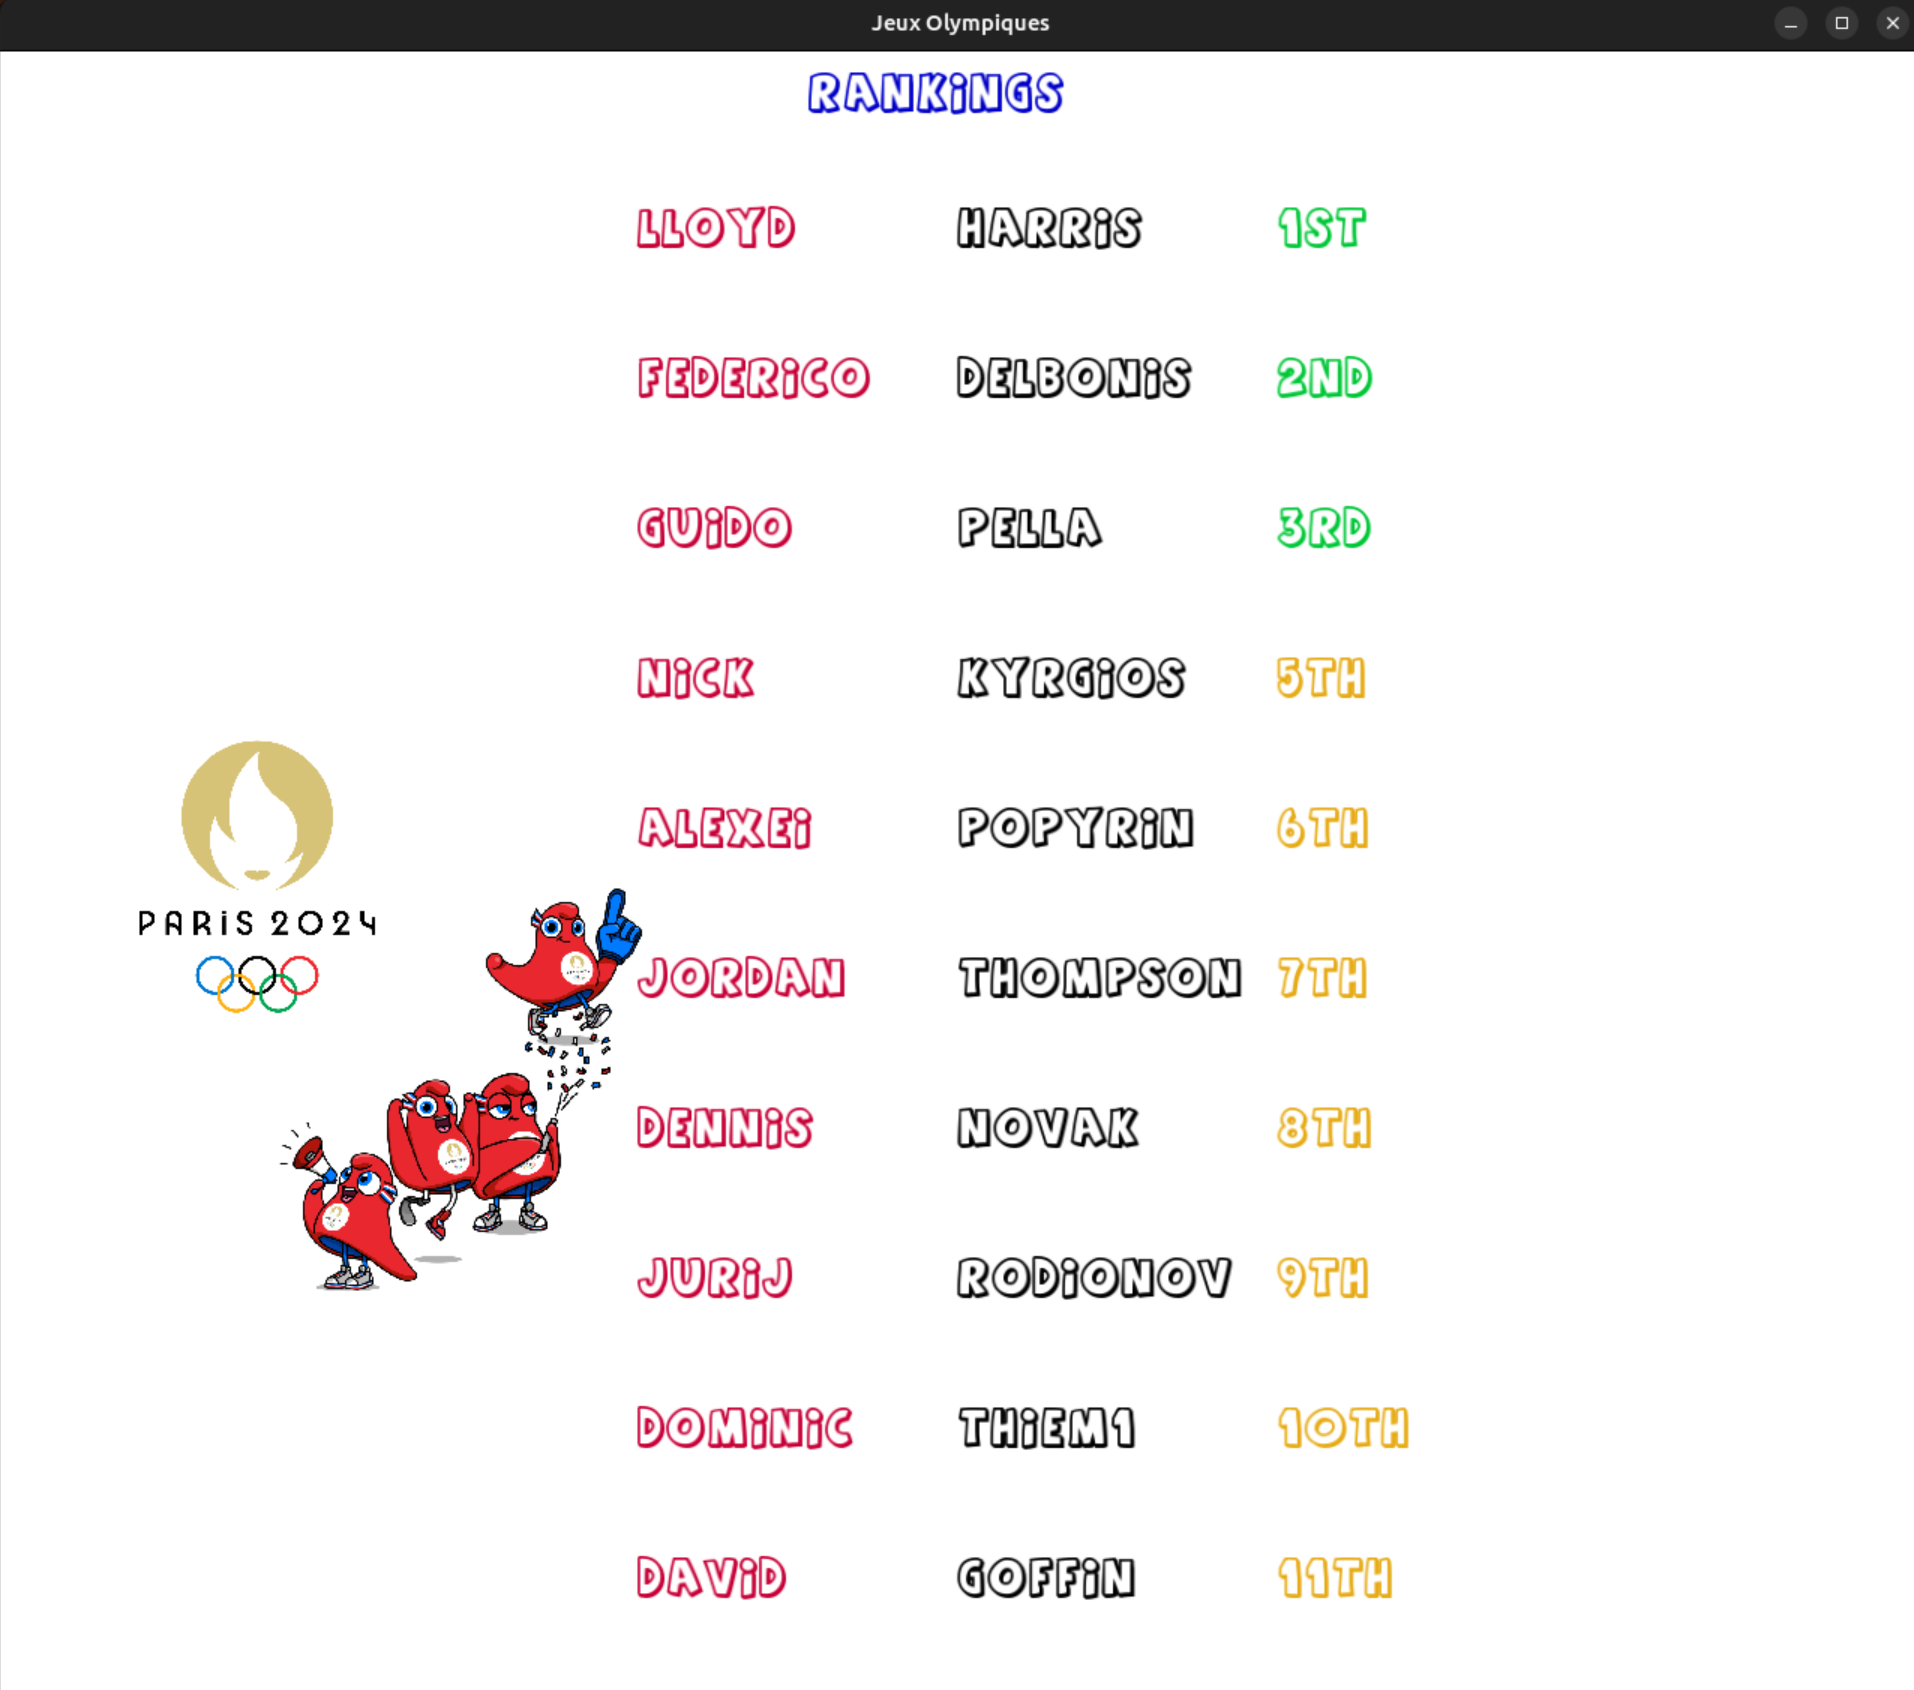 Jeux Olympiques
RANKiNGS
LLOYD HARRiS 1ST
FEDERiCO DELBONiS 2ND
GUiDO PELLA 3RD
NiCK KYRGiOS 5TH
ALEXEi POPYRiN 6TH
PARiS 2024
JORDAN THOMPSON 7TH
DENNiS NOVAK 8TH
JURiJ RODiONOV 9TH
DOMiNiC THiEM1 10TH
DAViD GOFFiN 11TH